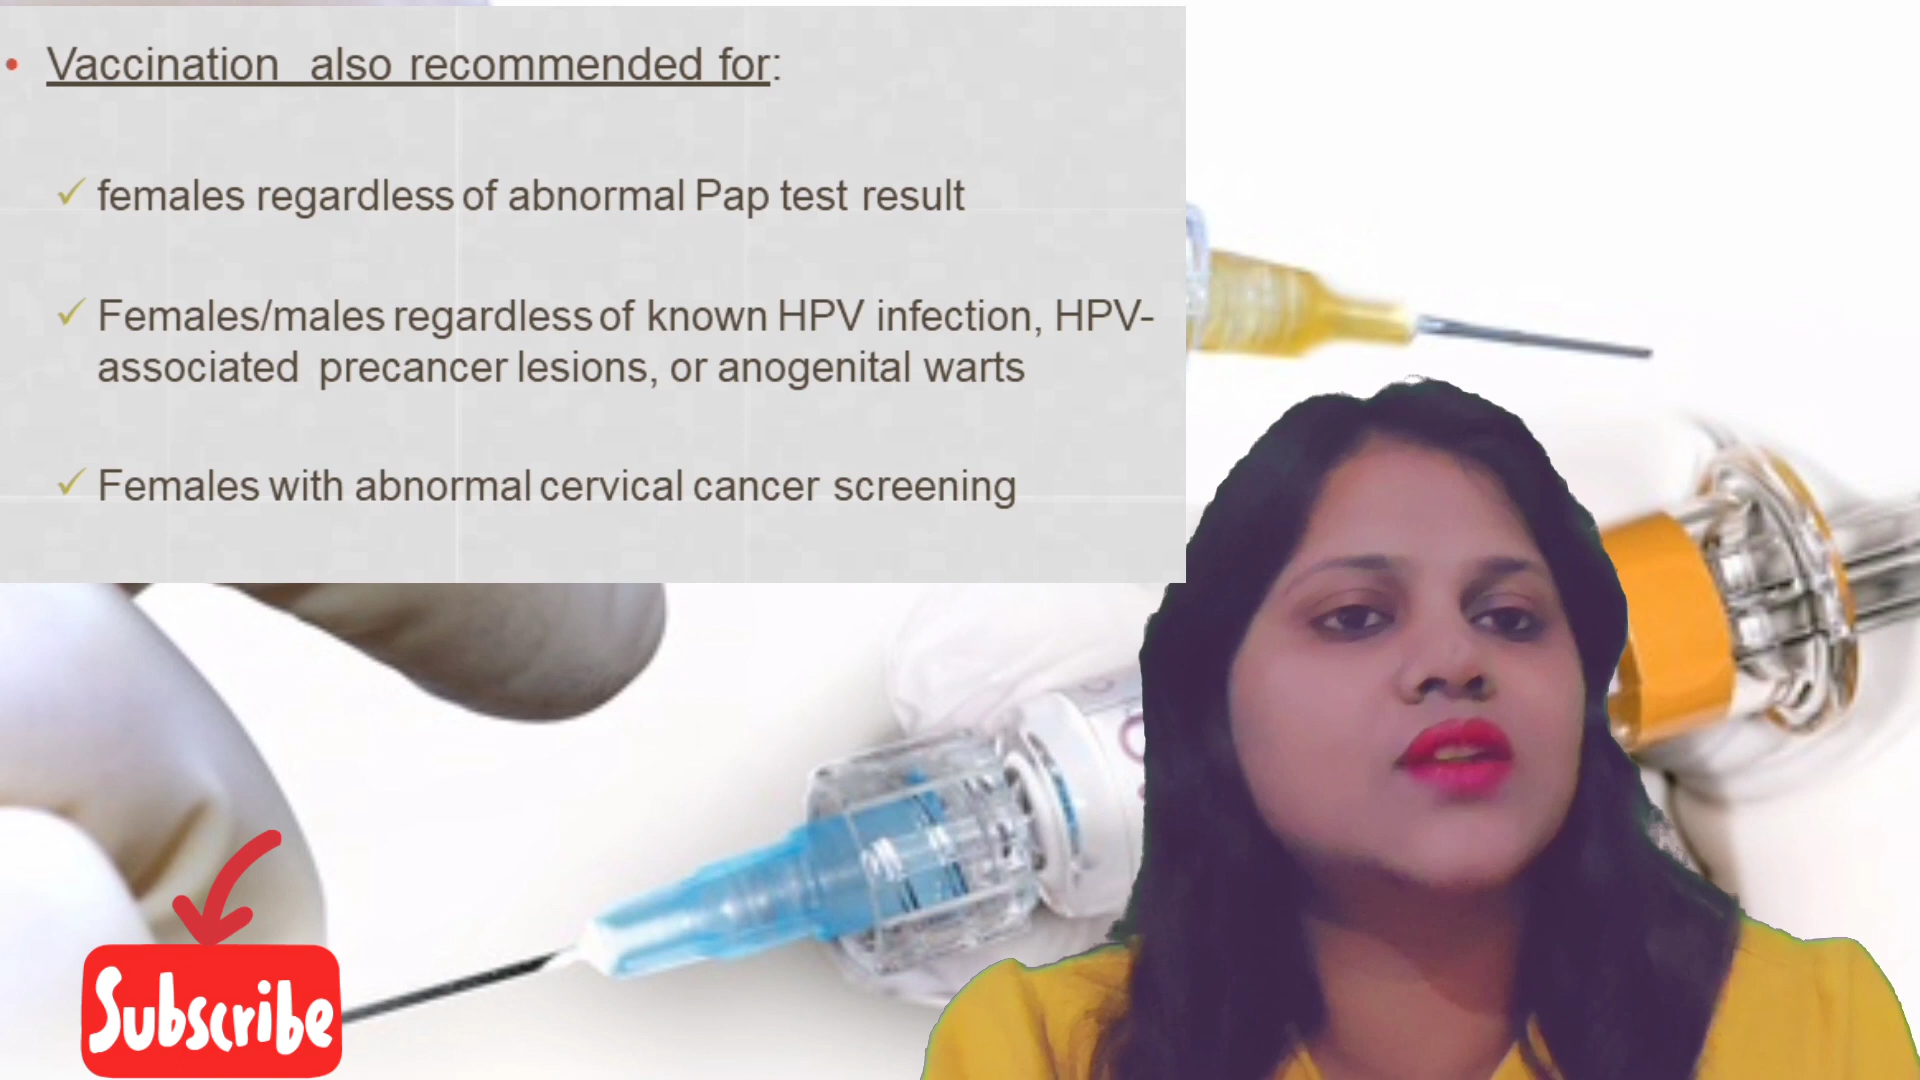 • Vaccination also recommended for:
✓ females regardless of abnormal Pap test result
✓ Females/males regardless of known HPV infection, HPV-
associated precancer lesions, or anogenital warts
✓ Females with abnormal cervical cancer screening
Subscribe